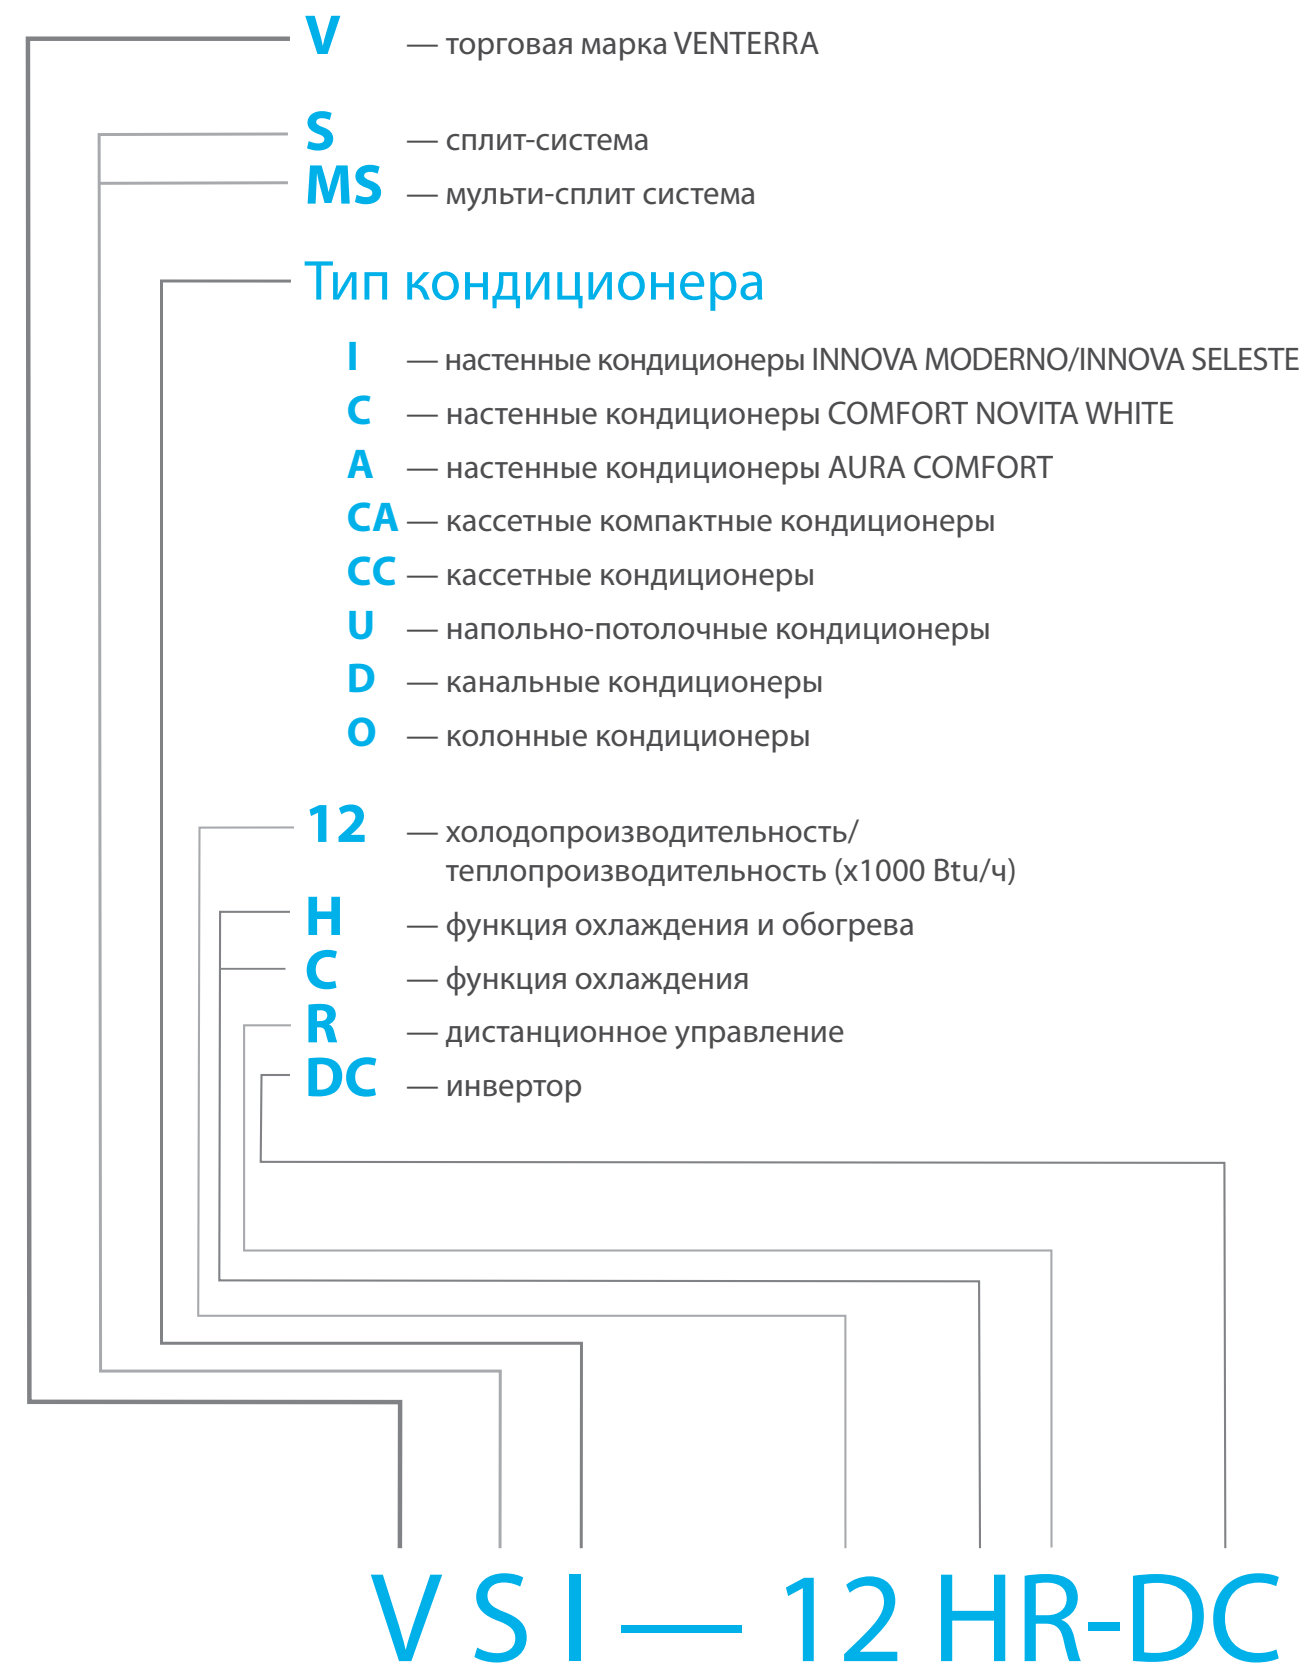 V — торговая марка VENTERRA
S — сплит-система
MS — мульти-сплит система
Тип кондиционера
I — настенные кондиционеры INNOVA MODERNO/INNOVA SELESTE
C — настенные кондиционеры COMFORT NOVITA WHITE
A — настенные кондиционеры AURA COMFORT
CA — кассетные компактные кондиционеры
CC — кассетные кондиционеры
U — напольно-потолочные кондиционеры
D — канальные кондиционеры
O — колонные кондиционеры
12 — холодопроизводительность/
теплопроизводительность (x1000 Btu/ч)
H — функция охлаждения и обогрева
C — функция охлаждения
R — дистанционное управление
DC — инвертор
V S I — 12 HR-DC